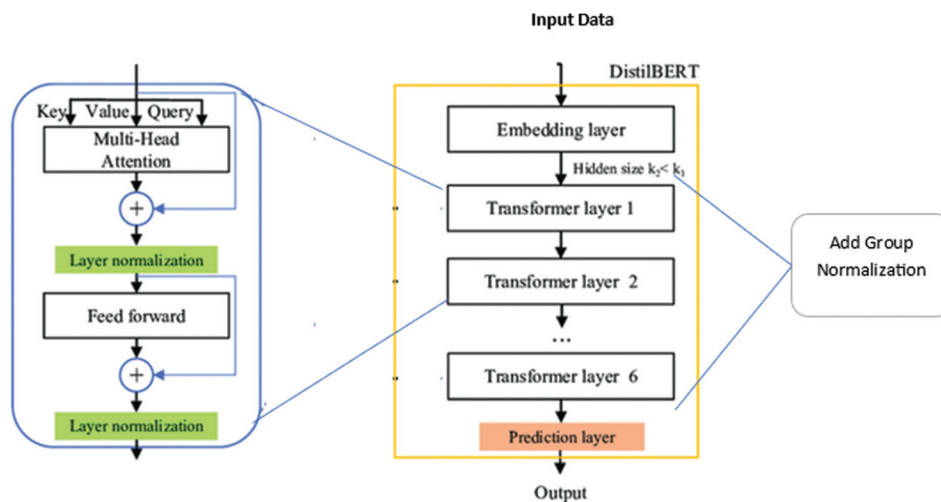 Input Data
DistilBERT
Key Value Query
Multi-Head
Attention
+
Layer normalization
Feed forward
+
Layer normalization
Embedding layer
Hidden size k₂< k₁
Transformer layer 1
Transformer layer 2
...
Transformer layer 6
Prediction layer
Output
Add Group
Normalization